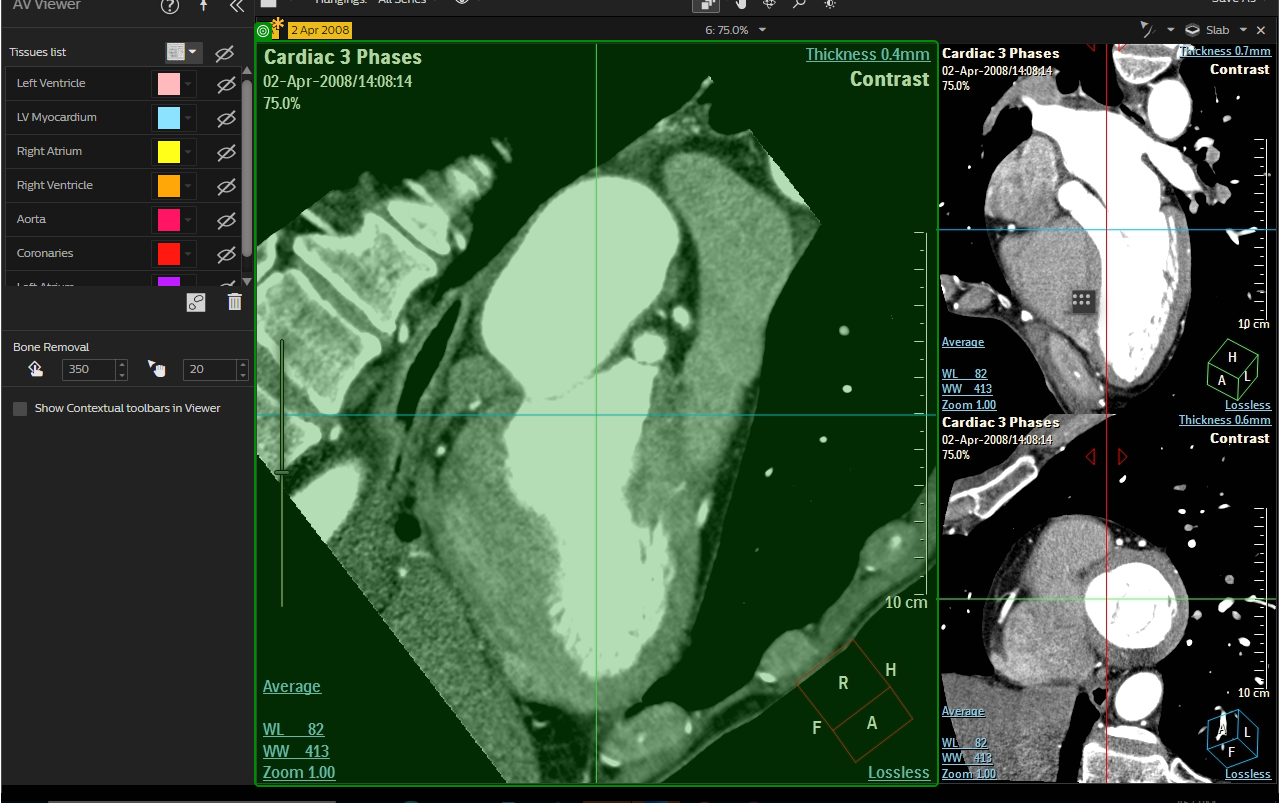 AV Viewer
Hangings: All Series
Save As
Tissues list
Left Ventricle
LV Myocardium
Right Atrium
Right Ventricle
Aorta
Coronaries
Left Atrium
Bone Removal
350
20
Show Contextual toolbars in Viewer
2 Apr 2008
6: 75.0%
Slab
Cardiac 3 Phases
02-Apr-2008/14:08:14
75.0%
Thickness 0.4mm
Contrast
10 cm
Average
WL 82
WW 413
Zoom 1.00
R
H
F
A
Lossless
Cardiac 3 Phases
02-Apr-2008/14:08:14
75.0%
Thickness 0.7mm
Contrast
10 cm
Average
WL 82
WW 413
Zoom 1.00
H
A
L
Lossless
Cardiac 3 Phases
02-Apr-2008/14:08:14
75.0%
Thickness 0.6mm
Contrast
10 cm
Average
WL 82
WW 413
Zoom 1.00
A
L
F
Lossless